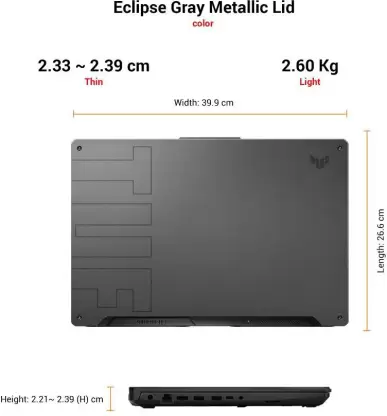 Eclipse Gray Metallic Lid
color
2.33 ~ 2.39 cm
2.60 Kg
Thin
Light
Width: 39.9 cm
Length: 26.6 cm
Height: 2.21~ 2.39 (H) cm